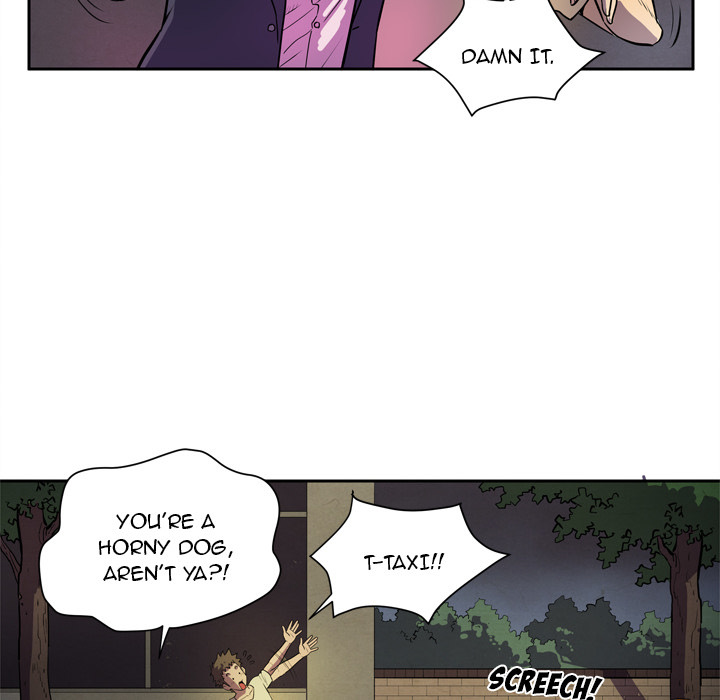 DAMN IT.
YOU'RE A
HORNY DOG,
AREN'T YA?!
T-TAXI!!
SCREECH!